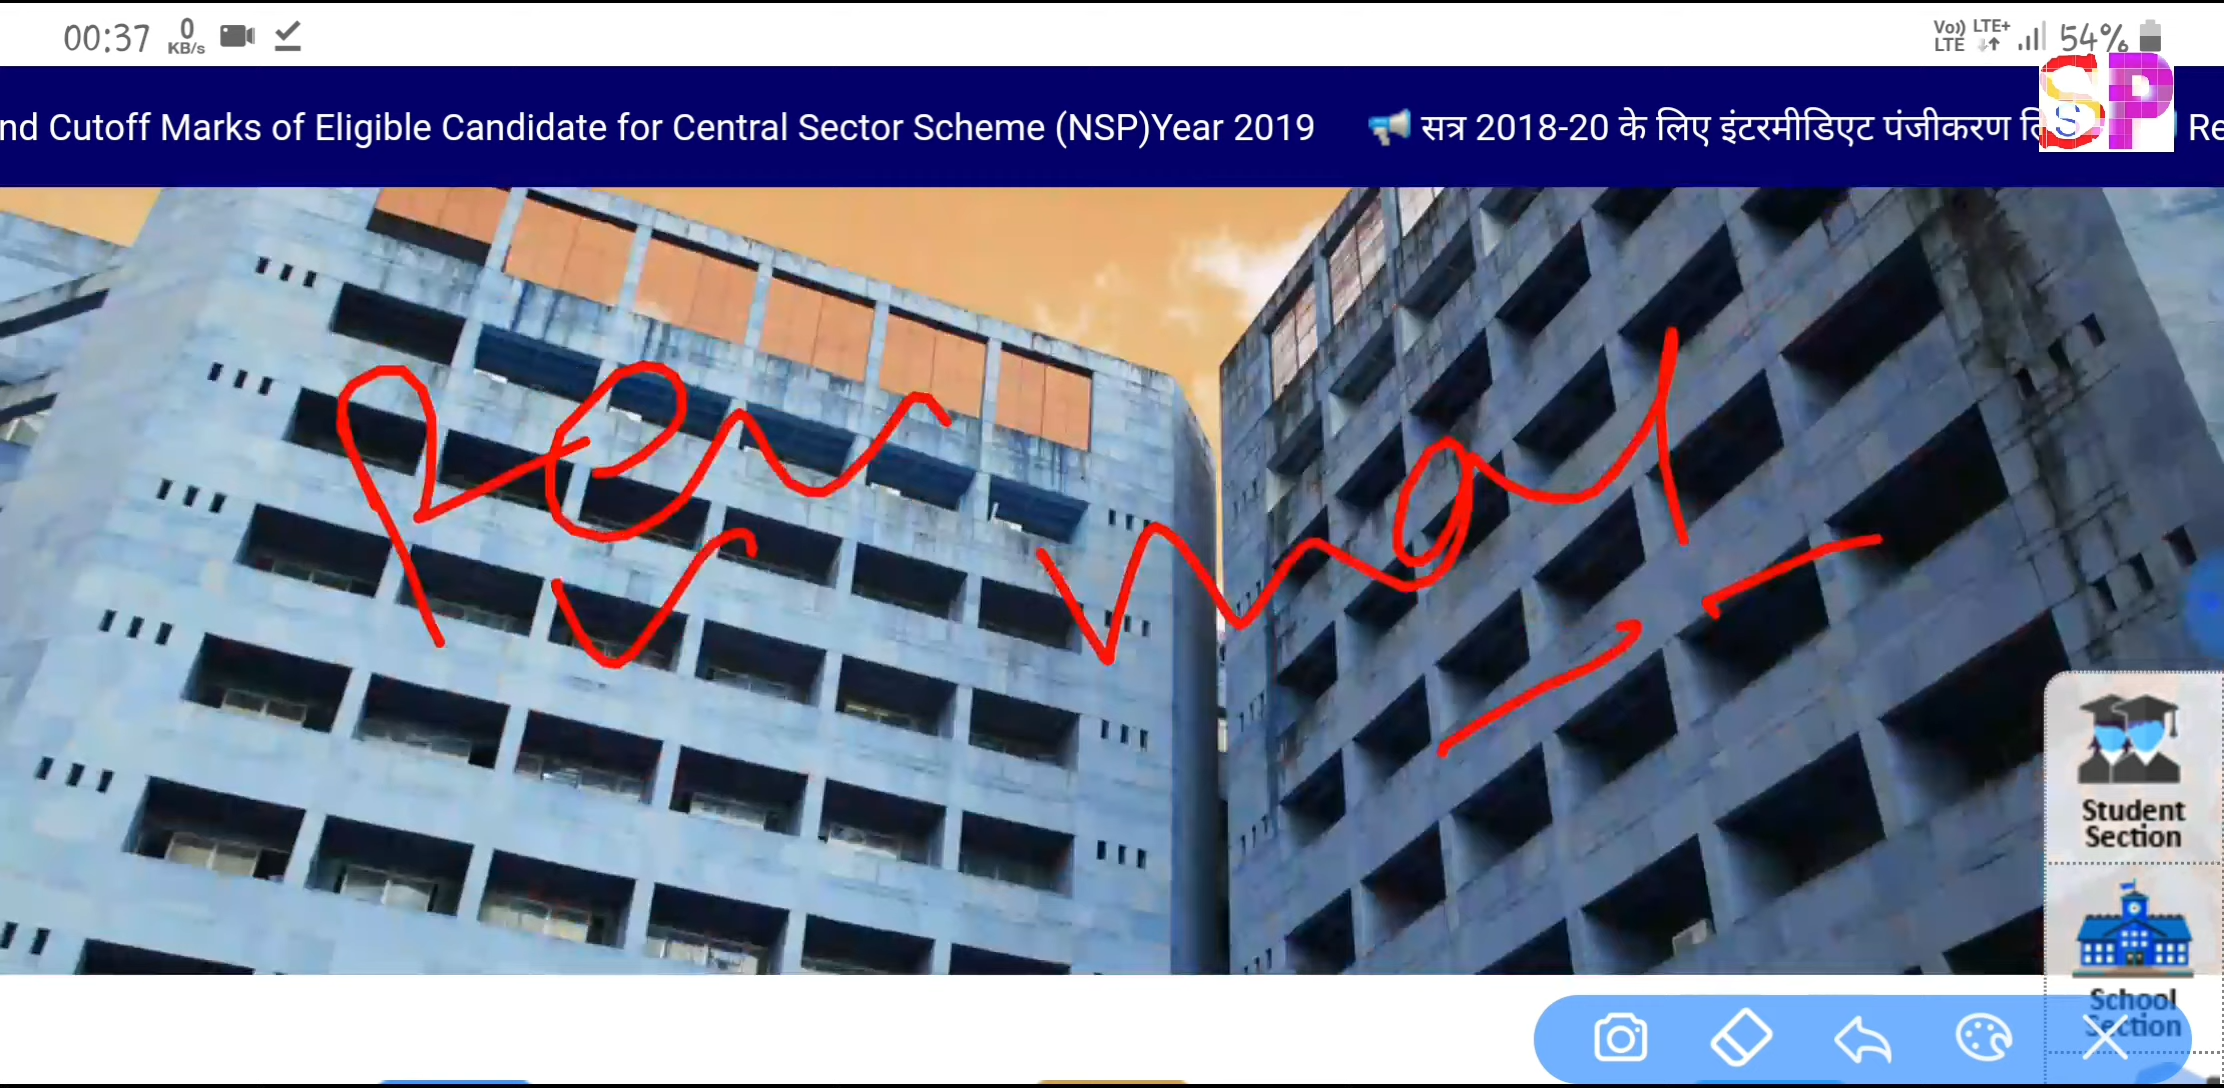 00:37 0 KB/s Vo)) LTE LTE+ 54%
nd Cutoff Marks of Eligible Candidate for Central Sector Scheme (NSP)Year 2019 सत्र 2018-20 के लिए इंटरमीडिएट पंजीकरण Re
SP
Student
Section
School
Section